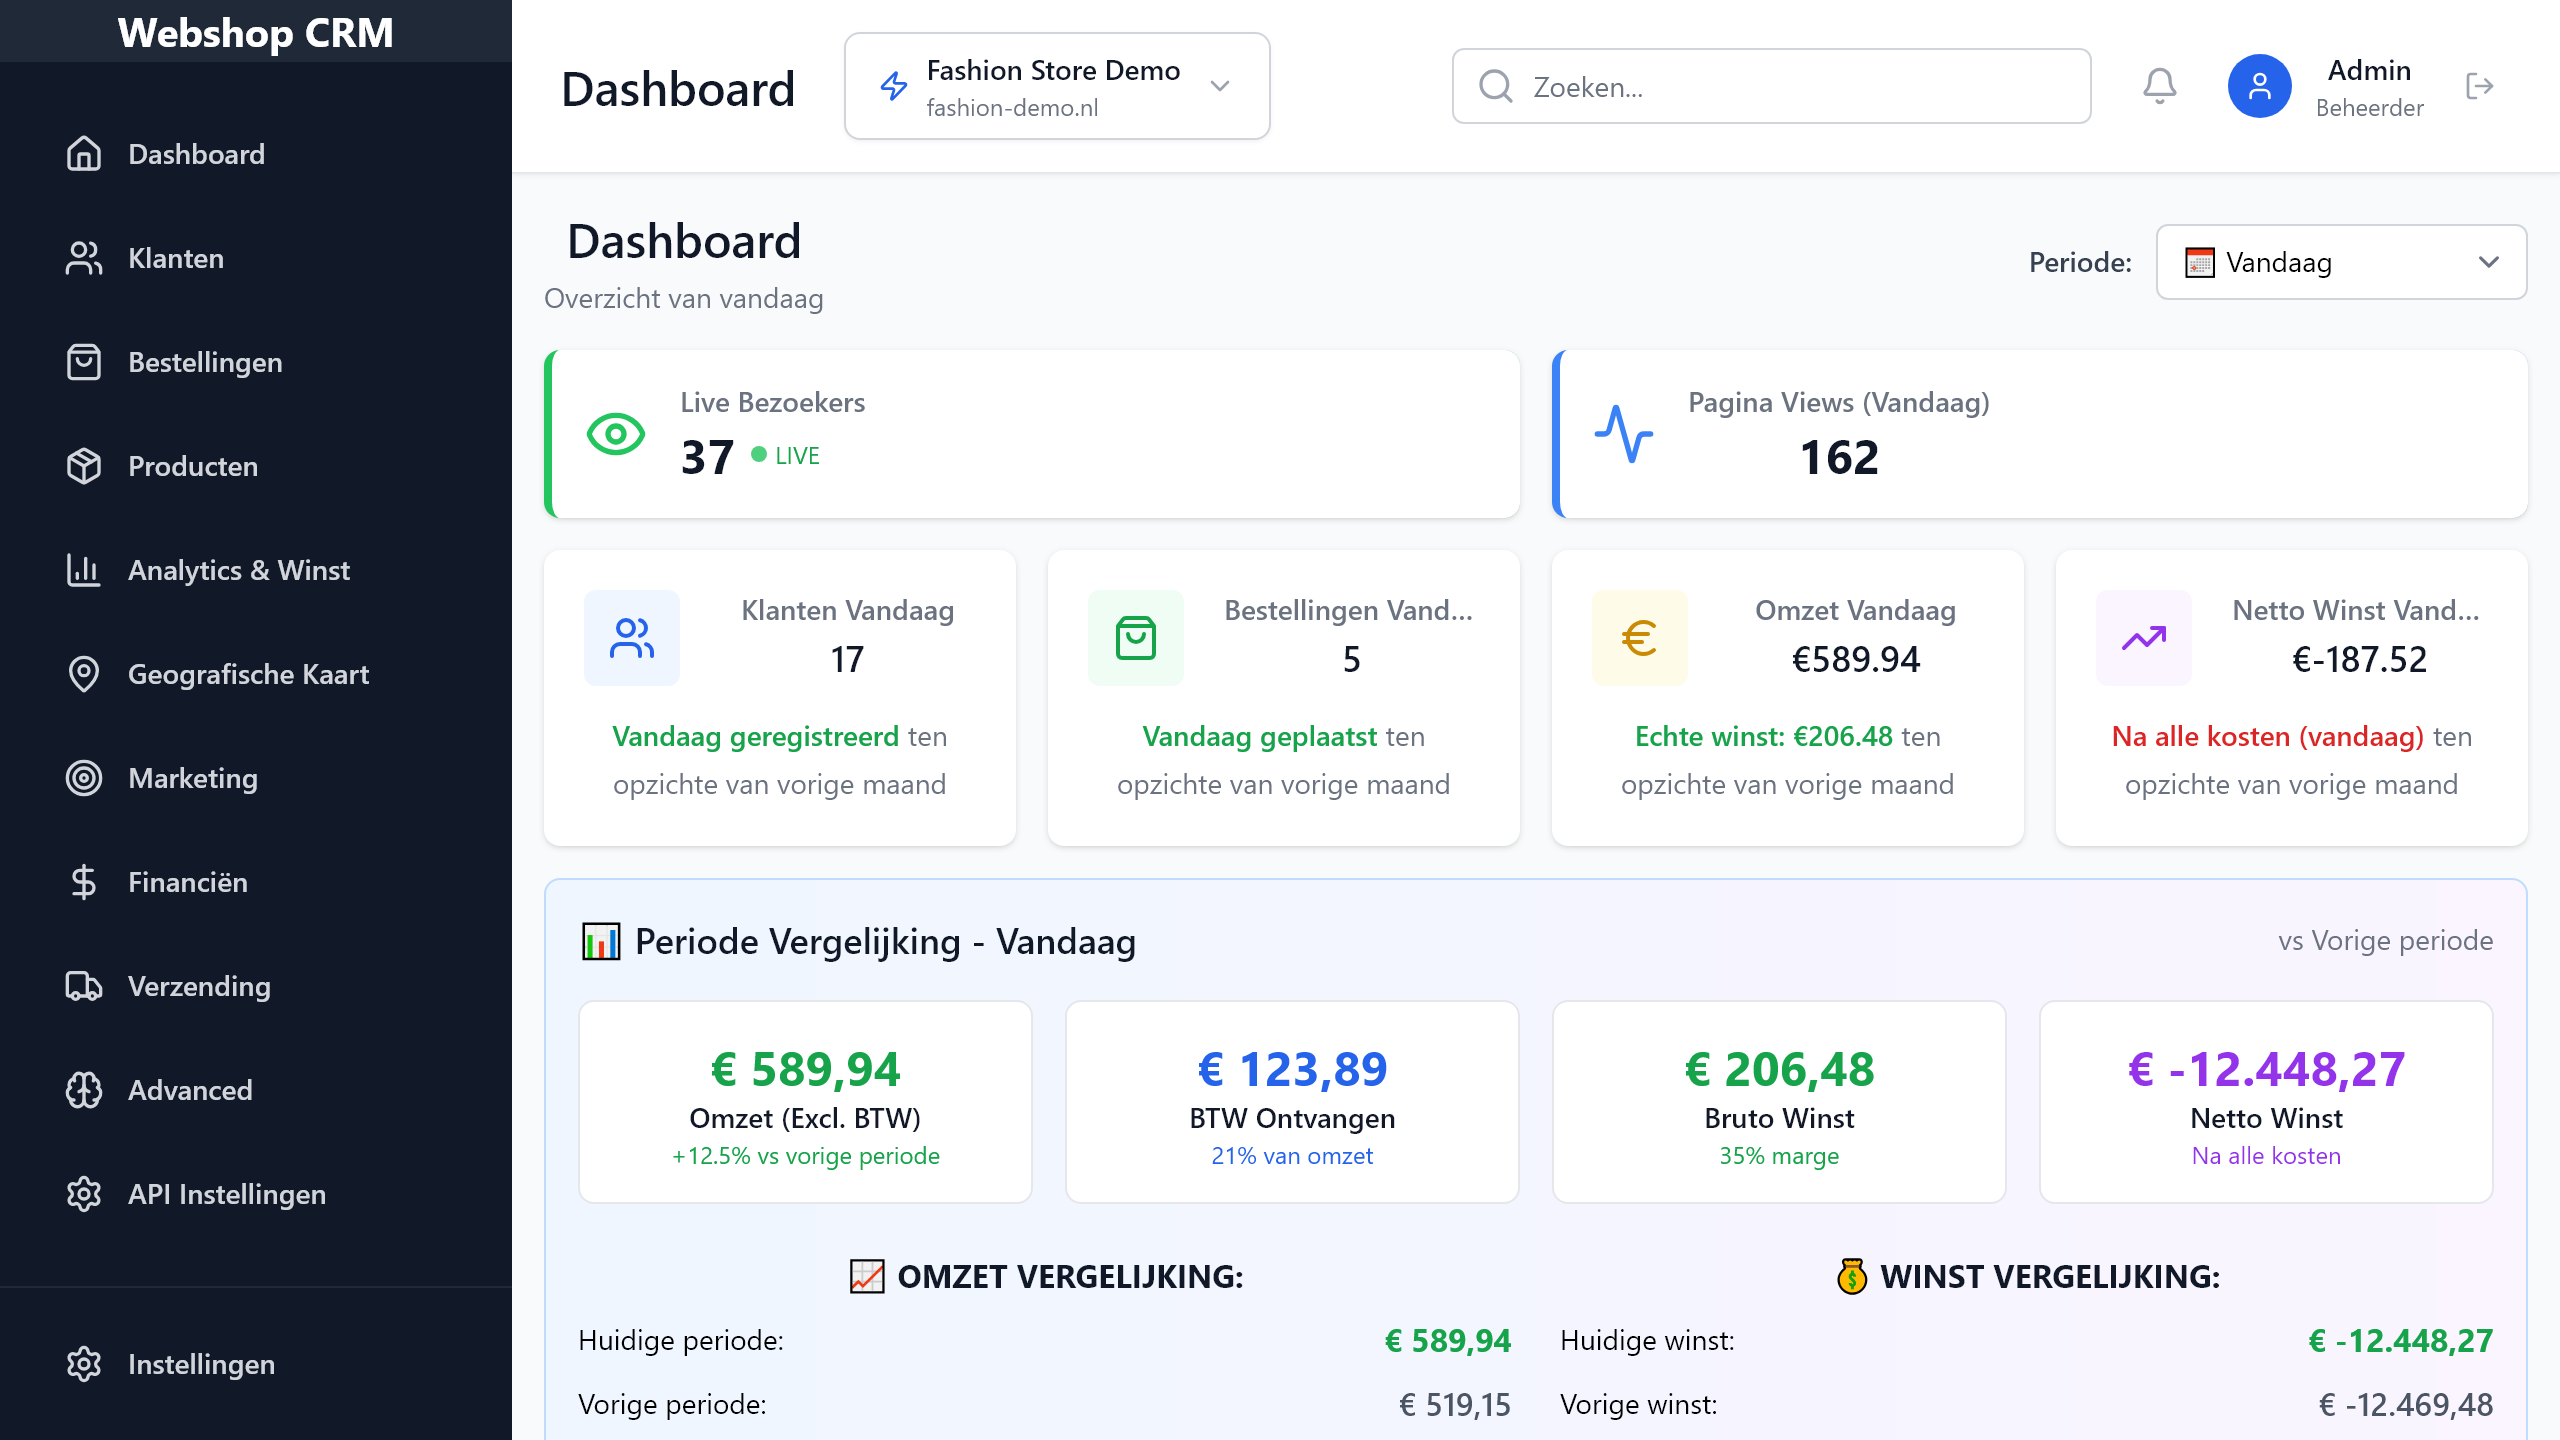 Webshop CRM
Dashboard
Klanten
Bestellingen
Producten
Analytics & Winst
Geografische Kaart
Marketing
Financiën
Verzending
Advanced
API Instellingen
Instellingen
Dashboard
Fashion Store Demo
fashion-demo.nl
Zoeken...
Admin
Beheerder
Dashboard
Overzicht van vandaag
Periode:
Vandaag
Live Bezoekers
37
LIVE
Pagina Views (Vandaag)
162
Klanten Vandaag
17
Vandaag geregistreerd ten
opzichte van vorige maand
Bestellingen Vand...
5
Vandaag geplaatst ten
opzichte van vorige maand
Omzet Vandaag
€589.94
Echte winst: €206.48 ten
opzichte van vorige maand
Netto Winst Vand...
€-187.52
Na alle kosten (vandaag) ten
opzichte van vorige maand
Periode Vergelijking - Vandaag
vs Vorige periode
€ 589,94
Omzet (Excl. BTW)
+12.5% vs vorige periode
€ 123,89
BTW Ontvangen
21% van omzet
€ 206,48
Bruto Winst
35% marge
€ -12.448,27
Netto Winst
Na alle kosten
OMZET VERGELIJKING:
Huidige periode:
€ 589,94
Vorige periode:
€ 519,15
WINST VERGELIJKING:
Huidige winst:
€ -12.448,27
Vorige winst:
€ -12.469,48